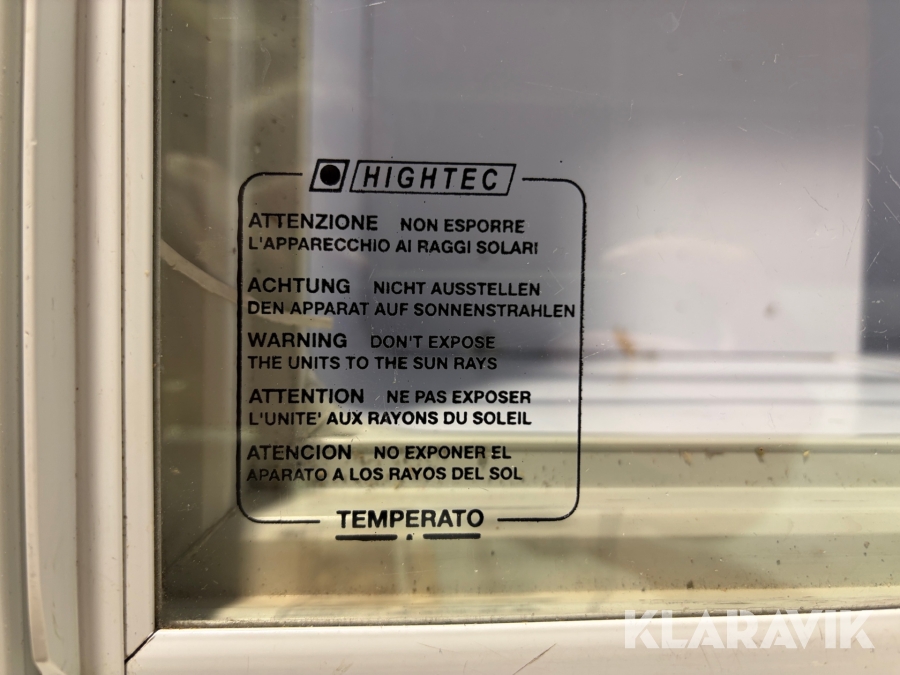 HIGHTEC
ATTENZIONE NON ESPORRE
L'APPARECCHIO AI RAGGI SOLARI
ACHTUNG NICHT AUSSTELLEN
DEN APPARAT AUF SONNENSTRAHLEN
WARNING DON'T EXPOSE
THE UNITS TO THE SUN RAYS
ATTENTION NE PAS EXPOSER
L'UNITE' AUX RAYONS DU SOLEIL
ATENCION NO EXPONER EL
APARATO A LOS RAYOS DEL SOL
TEMPERATO
KLARAVIK